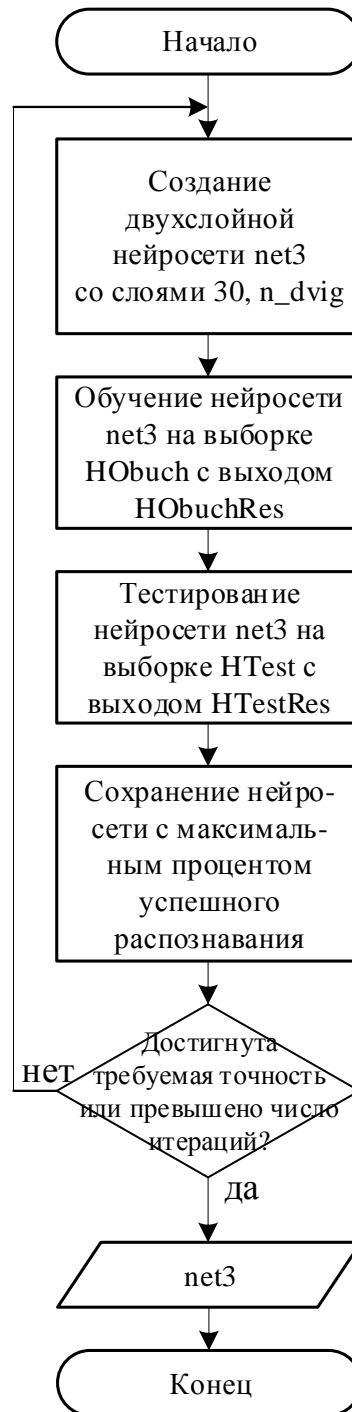 Начало
Создание
двухслойной
нейросети net3
со слоями 30, n_dvig
Обучение нейросети
net3 на выборке
HObuch с выходом
HObuchRes
Тестирование
нейросети net3 на
выборке HTest с
выходом HTestRes
Сохранение нейро-
сети с максималь-
ным процентом
успешного
распознавания
Достигнута
требуемая точность
или превышено число
итераций?
нет
да
net3
Конец